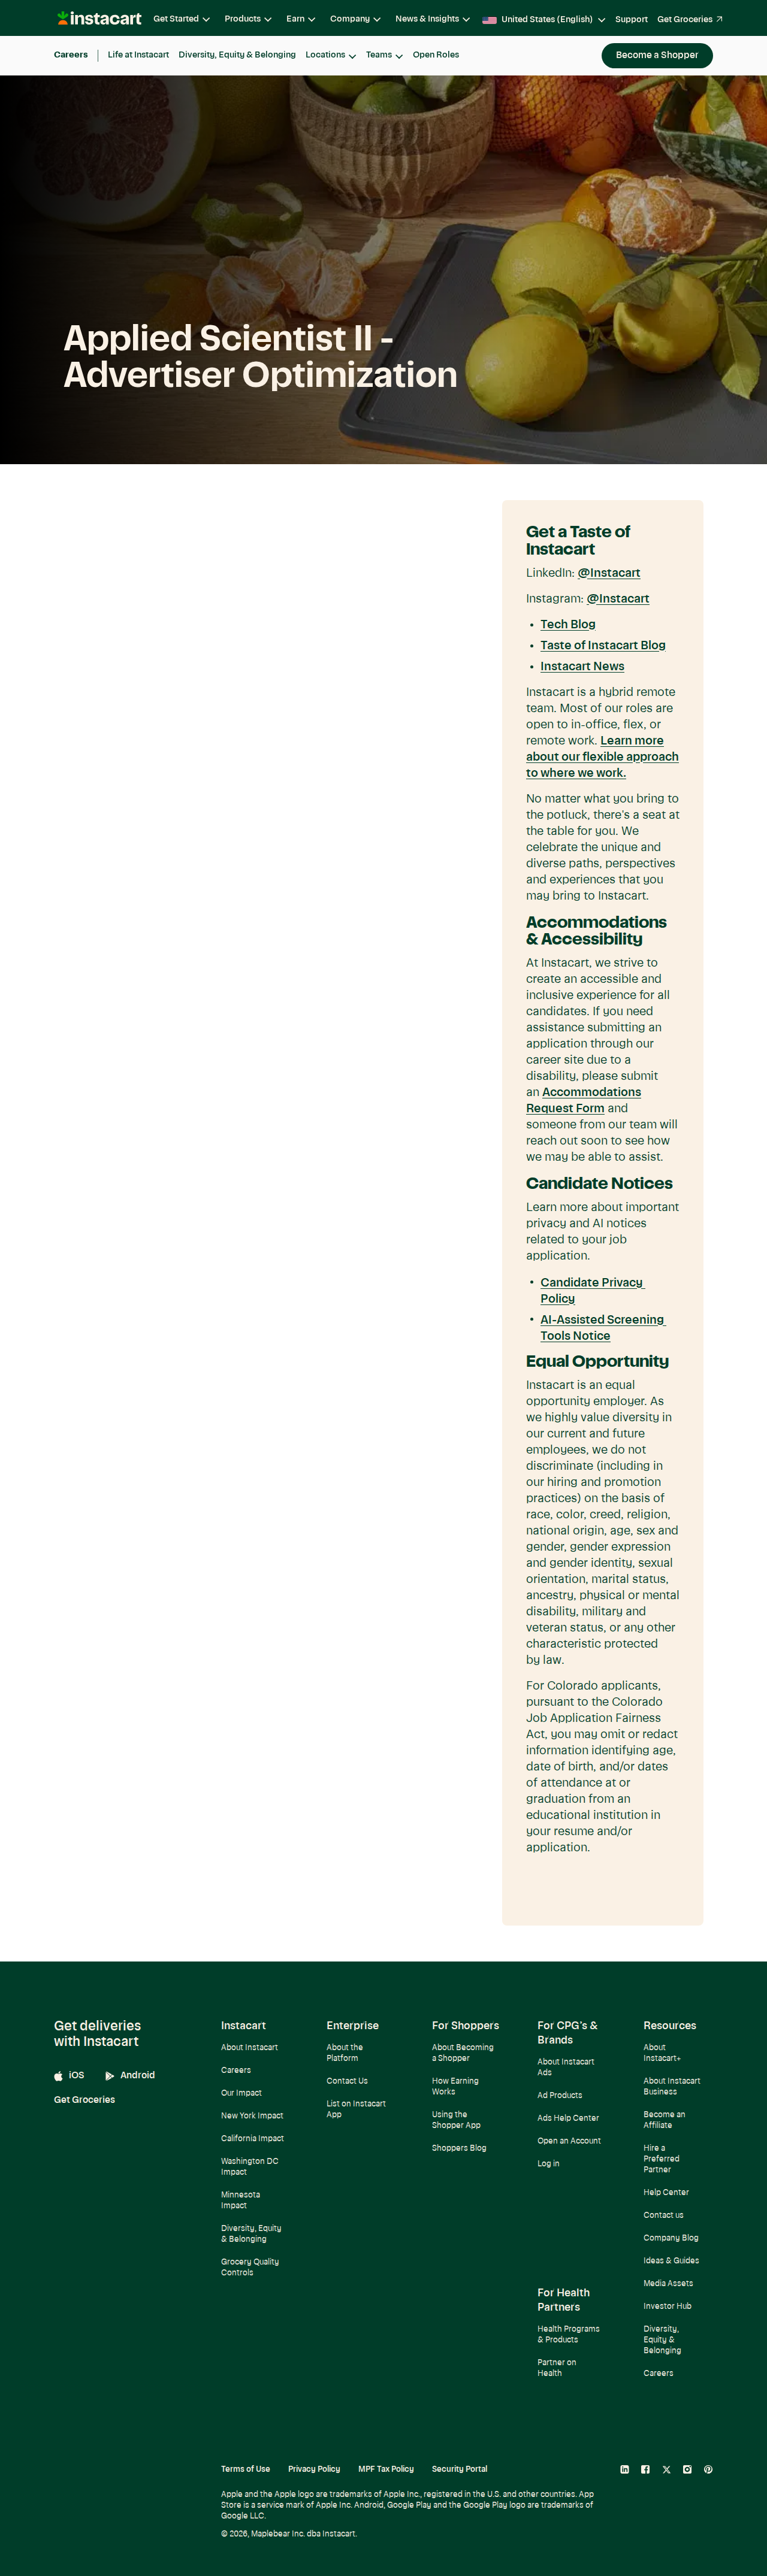 instacart
Get Started
Products
Earn
Company
News & Insights
United States (English)
Support
Get Groceries
Careers
Life at Instacart
Diversity, Equity & Belonging
Locations
Teams
Open Roles
Become a Shopper
Applied Scientist II -
Advertiser Optimization
Get a Taste of
Instacart
LinkedIn: @Instacart
Instagram: @Instacart
• Tech Blog
• Taste of Instacart Blog
• Instacart News
Instacart is a hybrid remote
team. Most of our roles are
open to in-office, flex, or
remote work. Learn more
about our flexible approach
to where we work.
No matter what you bring to
the potluck, there's a seat at
the table for you. We
celebrate the unique and
diverse paths, perspectives
and experiences that you
may bring to Instacart.
Accommodations
& Accessibility
At Instacart, we strive to
create an accessible and
inclusive experience for all
candidates. If you need
assistance submitting an
application through our
career site due to a
disability, please submit
an Accommodations
Request Form and
someone from our team will
reach out soon to see how
we may be able to assist.
Candidate Notices
Learn more about important
privacy and AI notices
related to your job
application.
• Candidate Privacy
Policy
• AI-Assisted Screening
Tools Notice
Equal Opportunity
Instacart is an equal
opportunity employer. As
we highly value diversity in
our current and future
employees, we do not
discriminate (including in
our hiring and promotion
practices) on the basis of
race, color, creed, religion,
national origin, age, sex and
gender, gender expression
and gender identity, sexual
orientation, marital status,
ancestry, physical or mental
disability, military and
veteran status, or any other
characteristic protected
by law.
For Colorado applicants,
pursuant to the Colorado
Job Application Fairness
Act, you may omit or redact
information identifying age,
date of birth, and/or dates
of attendance at or
graduation from an
educational institution in
your resume and/or
application.
Get deliveries
with Instacart
iOS
Android
Get Groceries
Instacart
About Instacart
Careers
Our Impact
New York Impact
California Impact
Washington DC
Impact
Minnesota
Impact
Diversity, Equity
& Belonging
Grocery Quality
Controls
Enterprise
About the
Platform
Contact Us
List on Instacart
App
For Shoppers
About Becoming
a Shopper
How Earning
Works
Using the
Shopper App
Shoppers Blog
For CPG's &
Brands
About Instacart
Ads
Ad Products
Ads Help Center
Open an Account
Log in
For Health
Partners
Health Programs
& Products
Partner on
Health
Resources
About
Instacart+
About Instacart
Business
Become an
Affiliate
Hire a
Preferred
Partner
Help Center
Contact us
Company Blog
Ideas & Guides
Media Assets
Investor Hub
Diversity,
Equity &
Belonging
Careers
Terms of Use
Privacy Policy
MPF Tax Policy
Security Portal
Apple and the Apple logo are trademarks of Apple Inc., registered in the U.S. and other countries. App
Store is a service mark of Apple Inc. Android, Google Play and the Google Play logo are trademarks of
Google LLC.
© 2026, Maplebear Inc. dba Instacart.